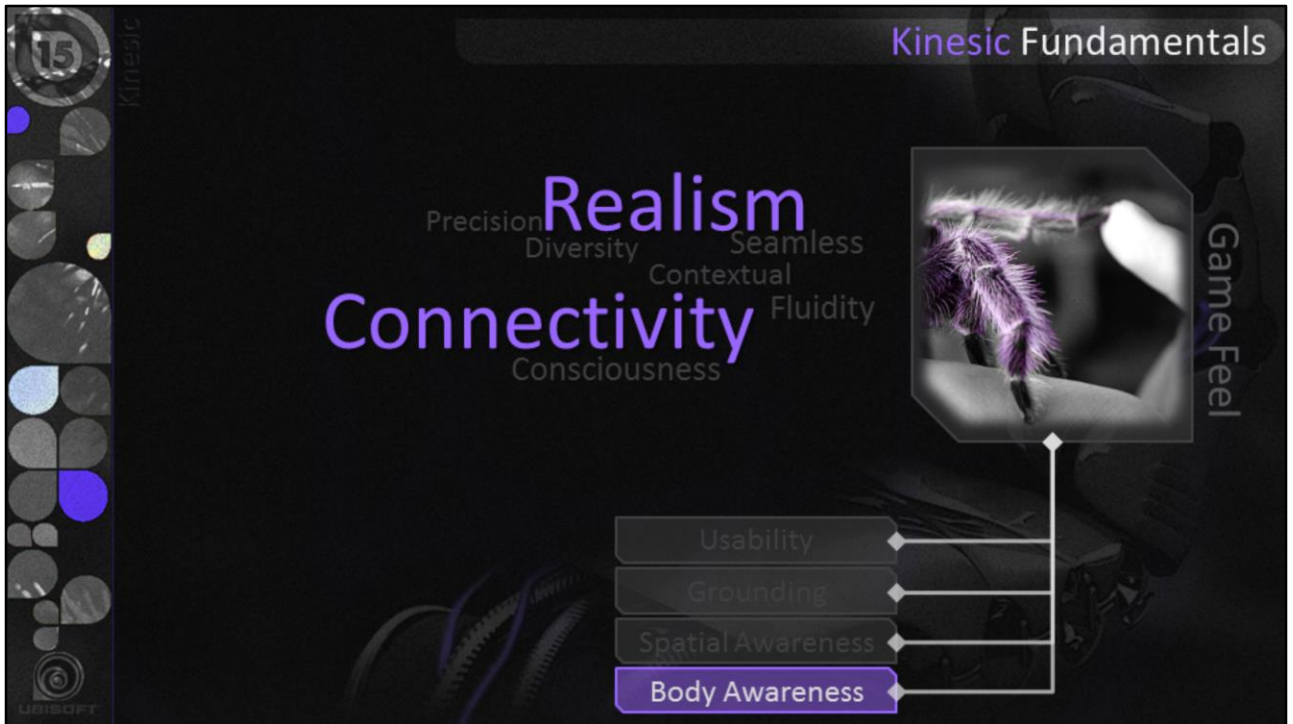 15
Kinesic
Kinesic Fundamentals
Realism
Precision
Diversity
Seamless
Contextual
Connectivity
Fluidity
Consciousness
Game Feel
Usability
Grounding
Spatial Awareness
Body Awareness
UBISOFT